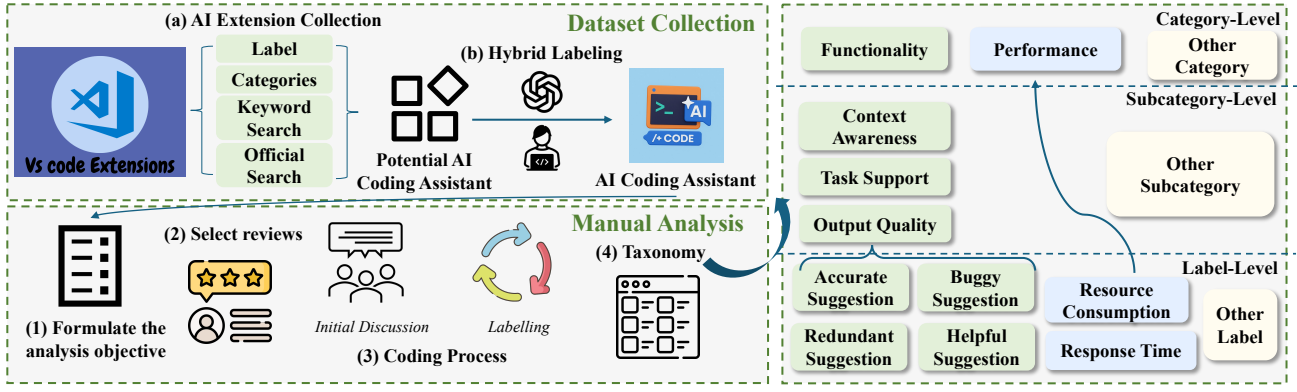 (a) AI Extension Collection
Dataset Collection
Vs code Extensions
Label
Categories
Keyword
Search
Official
Search
Potential AI
Coding Assistant
(b) Hybrid Labeling
>_
AI
/+ CODE
</>
AI Coding Assistant
Manual Analysis
(1) Formulate the
analysis objective
(2) Select reviews
Initial Discussion
Labelling
(3) Coding Process
(4) Taxonomy
Category-Level
Functionality
Performance
Other
Category
Subcategory-Level
Context
Awareness
Task Support
Output Quality
Other
Subcategory
Label-Level
Accurate
Suggestion
Buggy
Suggestion
Redundant
Suggestion
Helpful
Suggestion
Resource
Consumption
Response Time
Other
Label